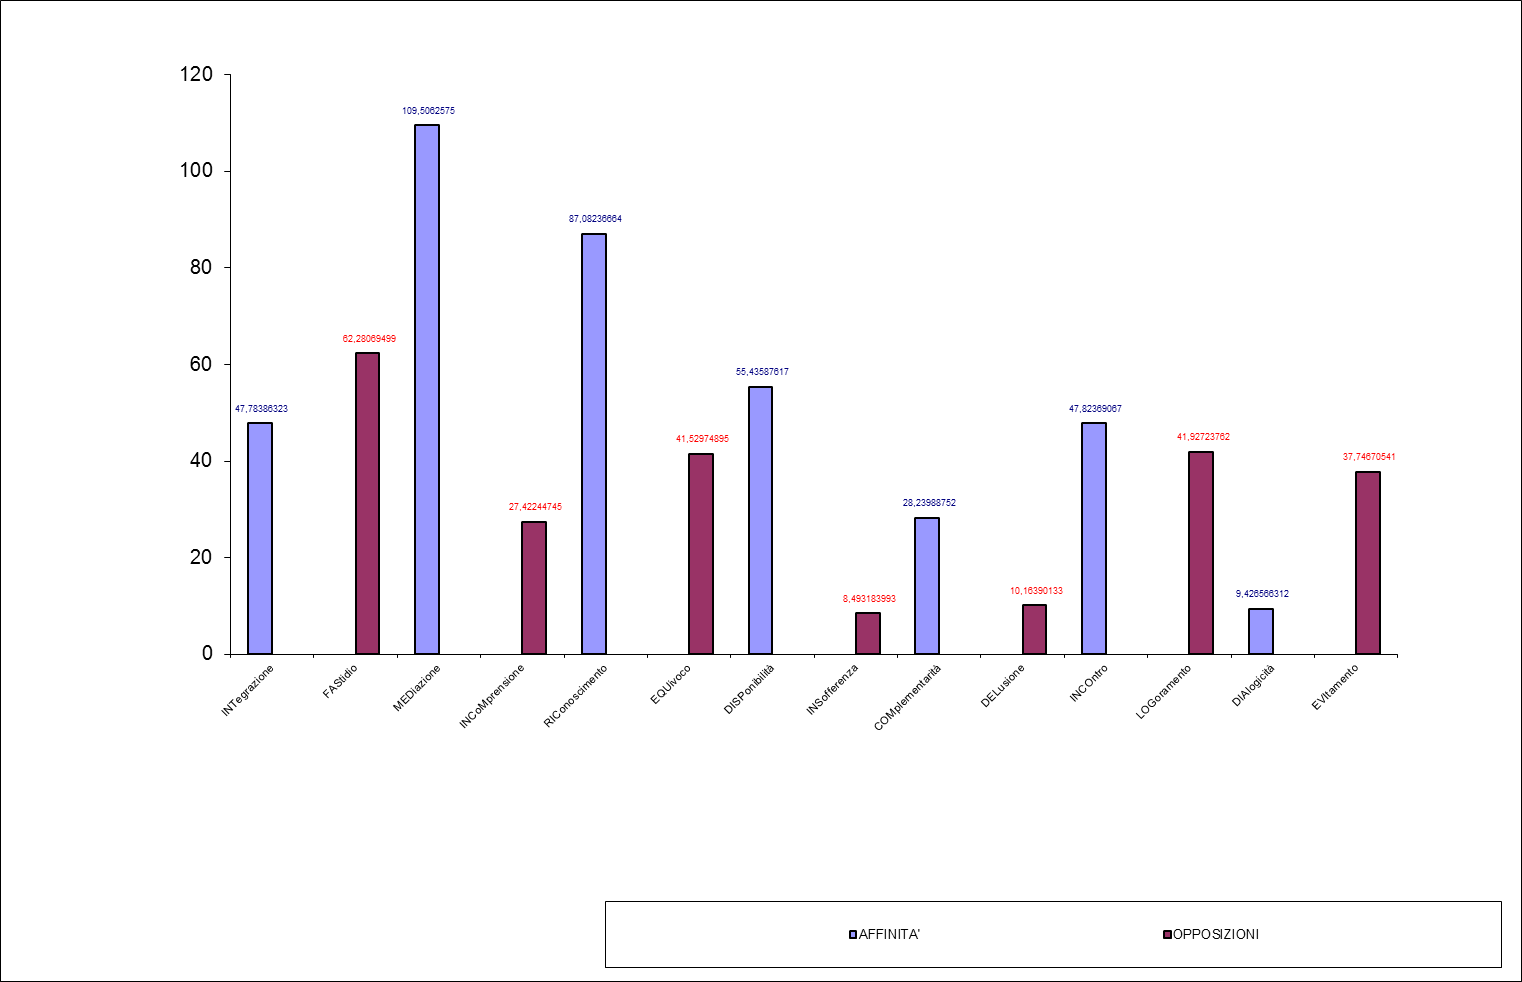 120
100
80
60
40
20
0
47,78386323
62,28069499
109,5062575
27,42244745
87,08236664
41,52974895
55,43587617
8,493183993
28,23988752
10,16390133
47,82369067
41,92723762
9,426566312
37,74670541
INTegrazione
FAStidio
MEDiazione
INCoMprensione
RIConoscimento
EQUivoco
DISPonibilità
INSofferenza
COMplementarità
DELusione
INCOntro
LOGoramento
DIAlogicità
EVItamento
AFFINITA'
OPPOSIZIONI